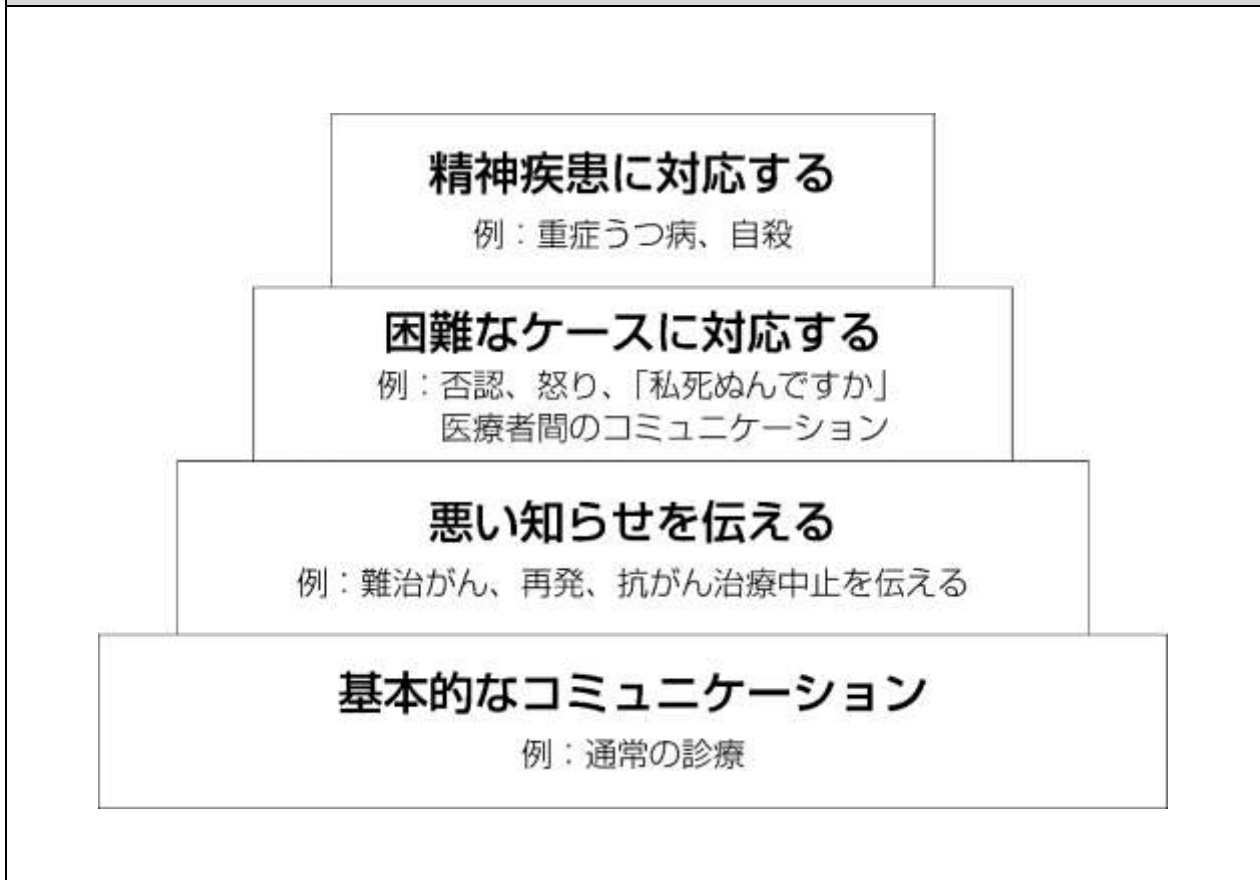 精神疾患に対応する
例：重症うつ病、自殺
困難なケースに対応する
例：否認、怒り、「私死ぬんですか」
医療者間のコミュニケーション
悪い知らせを伝える
例：難治がん、再発、抗がん治療中止を伝える
基本的なコミュニケーション
例：通常の診療